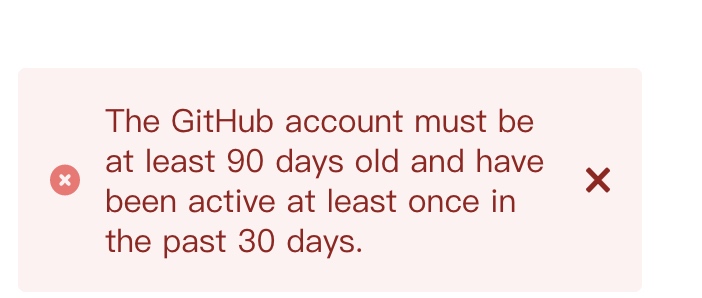 The GitHub account must be
at least 90 days old and have
been active at least once in
the past 30 days.